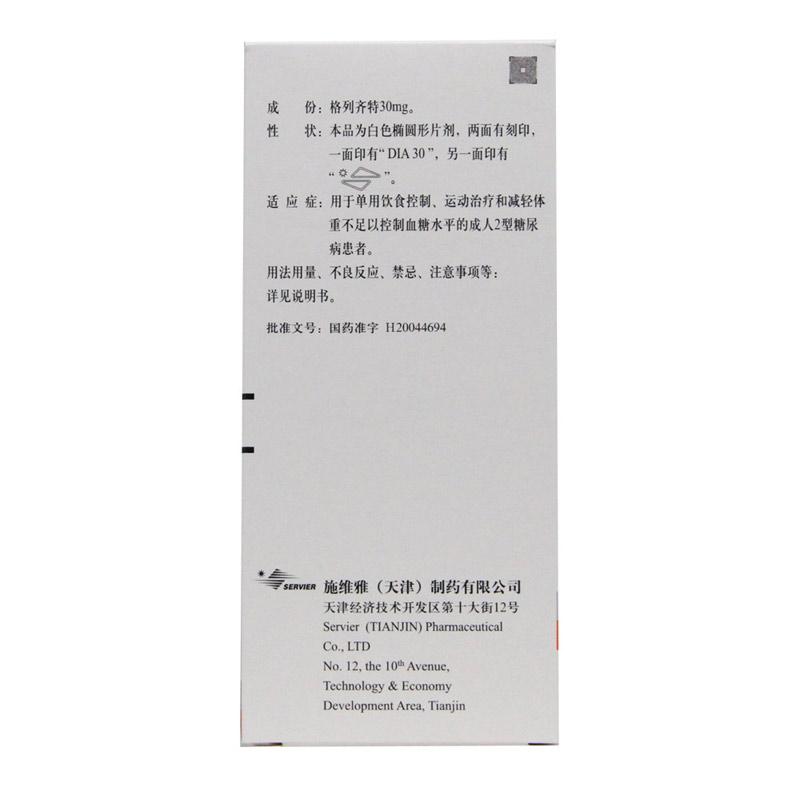 成 份：格列齐特30mg。
性 状：本品为白色椭圆形片剂，两面有刻印，
一面印有“DIA 30”，另一面印有
“ ”。
适 应 症：用于单用饮食控制、运动治疗和减轻体
重不足以控制血糖水平的成人2型糖尿
病患者。
用法用量、不良反应、禁忌、注意事项等：
详见说明书。
批准文号：国药准字 H20044694
SERVIER 施维雅（天津）制药有限公司
天津经济技术开发区第十大街12号
Servier (TIANJIN) Pharmaceutical
Co., LTD
No. 12, the 10th Avenue,
Technology & Economy
Development Area, Tianjin